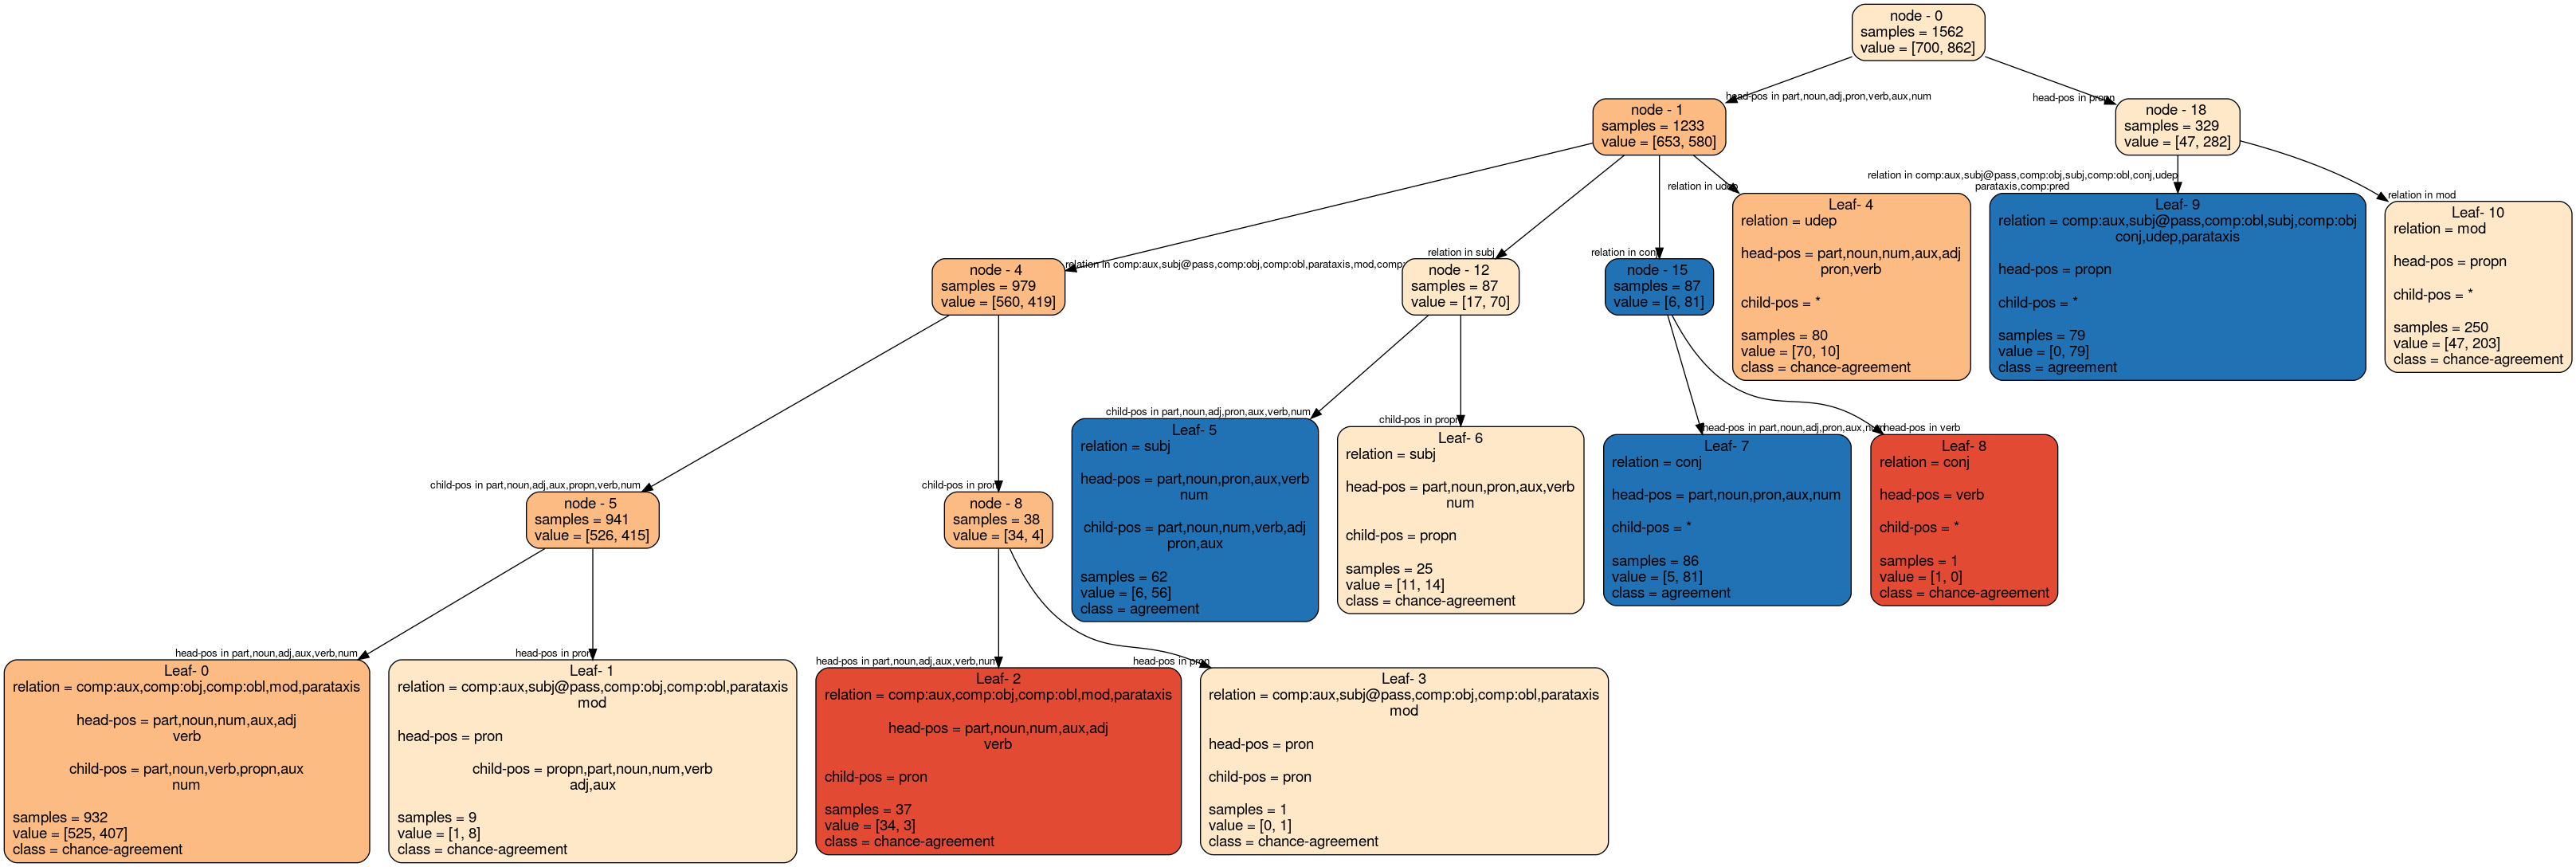 node - 0
samples = 1562
value = [700, 862]
head-pos in part,noun,adj,pron,verb,aux,num
head-pos in propn
node - 1
samples = 1233
value = [653, 580]
node - 18
samples = 329
value = [47, 282]
relation in comp:aux,subj@pass,comp:obj,comp:obl,parataxis,mod,comp:
relation in subj
relation in conj
relation in udep
relation in comp:aux,subj@pass,comp:obj,subj,comp:obl,conj,udep
parataxis,comp:pred
relation in mod
node - 4
samples = 979
value = [560, 419]
node - 12
samples = 87
value = [17, 70]
node - 15
samples = 87
value = [6, 81]
Leaf- 4
relation = udep
head-pos = part,noun,num,aux,adj
pron,verb
child-pos = *
samples = 80
value = [70, 10]
class = chance-agreement
Leaf- 9
relation = comp:aux,subj@pass,comp:obl,subj,comp:obj
conj,udep,parataxis
head-pos = propn
child-pos = *
samples = 79
value = [0, 79]
class = agreement
Leaf- 10
relation = mod
head-pos = propn
child-pos = *
samples = 250
value = [47, 203]
class = chance-agreement
child-pos in part,noun,adj,aux,propn,verb,num
child-pos in pron
child-pos in part,noun,adj,pron,aux,verb,num
child-pos in propn
head-pos in part,noun,adj,pron,aux,num
head-pos in verb
node - 5
samples = 941
value = [526, 415]
node - 8
samples = 38
value = [34, 4]
Leaf- 5
relation = subj
head-pos = part,noun,pron,aux,verb
num
child-pos = part,noun,num,verb,adj
pron,aux
samples = 62
value = [6, 56]
class = agreement
Leaf- 6
relation = subj
head-pos = part,noun,pron,aux,verb
num
child-pos = propn
samples = 25
value = [11, 14]
class = chance-agreement
Leaf- 7
relation = conj
head-pos = part,noun,pron,aux,num
child-pos = *
samples = 86
value = [5, 81]
class = agreement
Leaf- 8
relation = conj
head-pos = verb
child-pos = *
samples = 1
value = [1, 0]
class = chance-agreement
head-pos in part,noun,adj,aux,verb,num
head-pos in pron
head-pos in part,noun,adj,aux,verb,num
head-pos in pron
Leaf- 0
relation = comp:aux,comp:obj,comp:obl,mod,parataxis
head-pos = part,noun,num,aux,adj
verb
child-pos = part,noun,verb,propn,aux
num
samples = 932
value = [525, 407]
class = chance-agreement
Leaf- 1
relation = comp:aux,subj@pass,comp:obj,comp:obl,parataxis
mod
head-pos = pron
child-pos = propn,part,noun,num,verb
adj,aux
samples = 9
value = [1, 8]
class = chance-agreement
Leaf- 2
relation = comp:aux,comp:obj,comp:obl,mod,parataxis
head-pos = part,noun,num,aux,adj
verb
child-pos = pron
samples = 37
value = [34, 3]
class = chance-agreement
Leaf- 3
relation = comp:aux,subj@pass,comp:obj,comp:obl,parataxis
mod
head-pos = pron
child-pos = pron
samples = 1
value = [0, 1]
class = chance-agreement